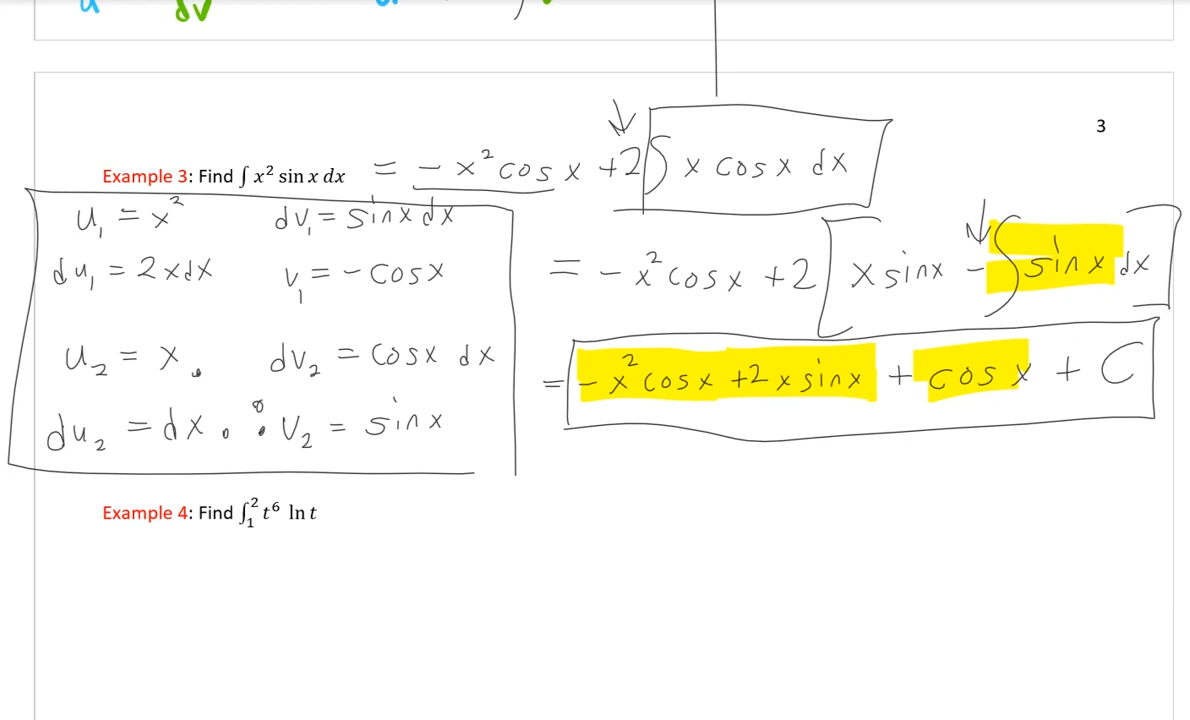 u dv
3
Example 3: Find ∫ x² sin x dx = - x² cos x + 2 ∫ x cos x dx
u₁ = x² dv₁ = sin x dx
du₁ = 2x dx v₁ = - cos x
= - x² cos x + 2 [ x sin x - ∫ sin x dx ]
u₂ = x dv₂ = cos x dx
= - x² cos x + 2 x sin x + cos x + C
du₂ = dx v₂ = sin x
Example 4: Find ∫₁² t⁶ ln t